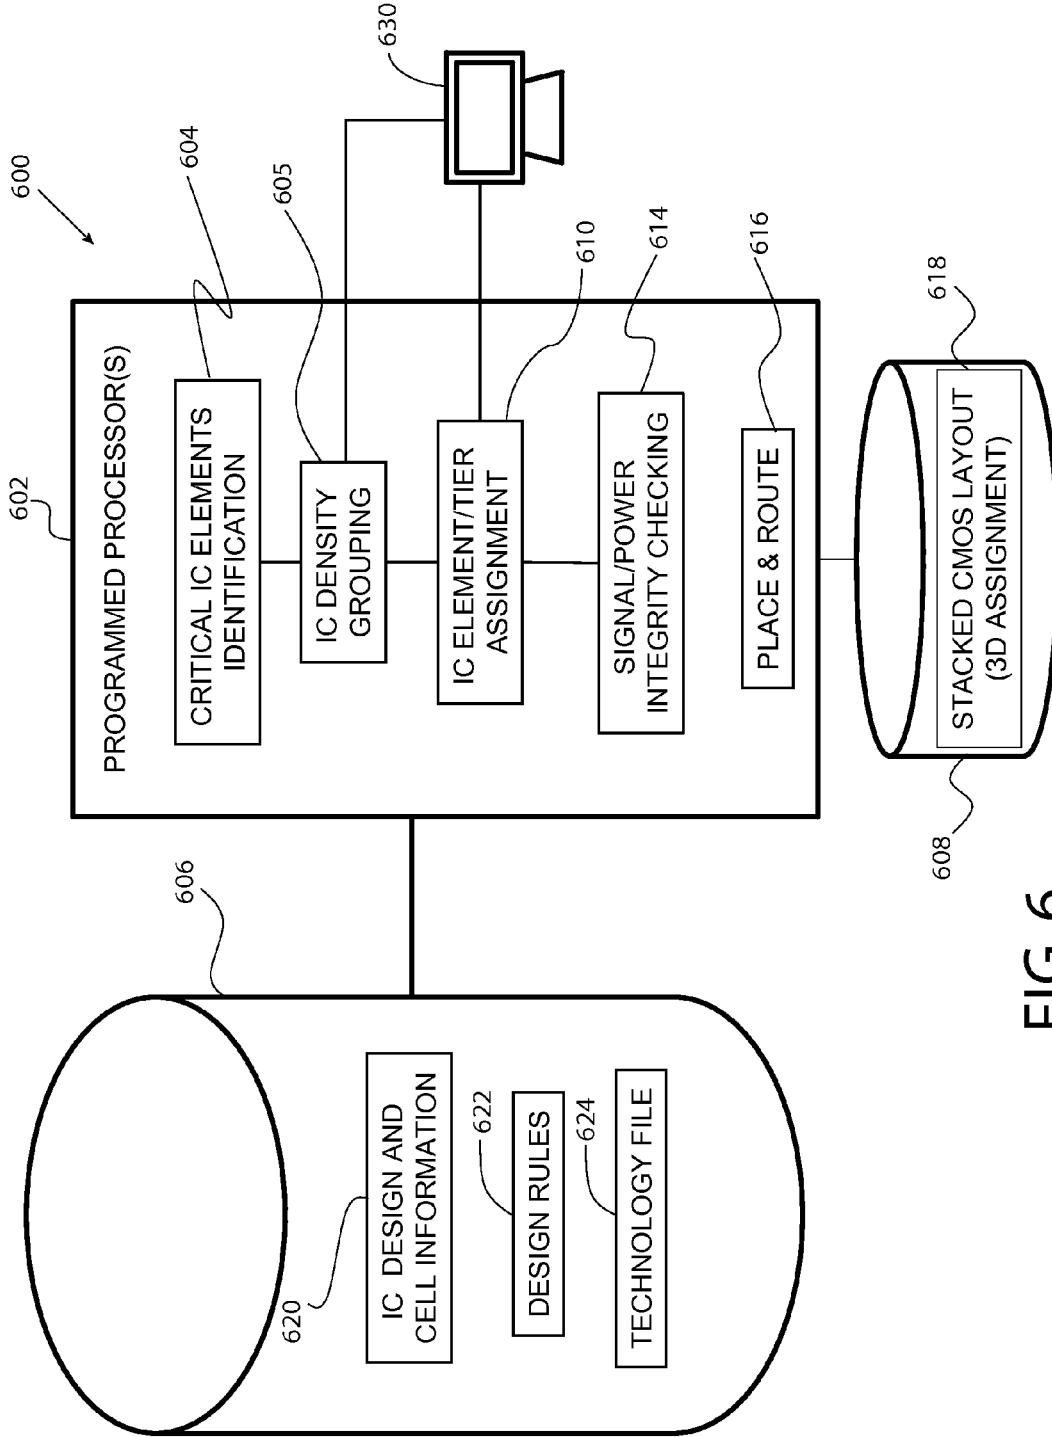 600
602
PROGRAMMED PROCESSOR(S)
604
CRITICAL IC ELEMENTS
IDENTIFICATION
605
IC DENSITY
GROUPING
630
IC ELEMENT/TIER
ASSIGNMENT
610
SIGNAL/POWER
INTEGRITY CHECKING
614
PLACE & ROUTE
616
606
IC DESIGN AND
CELL INFORMATION
620
DESIGN RULES
622
TECHNOLOGY FILE
624
STACKED CMOS LAYOUT
(3D ASSIGNMENT)
618
608
FIG. 6